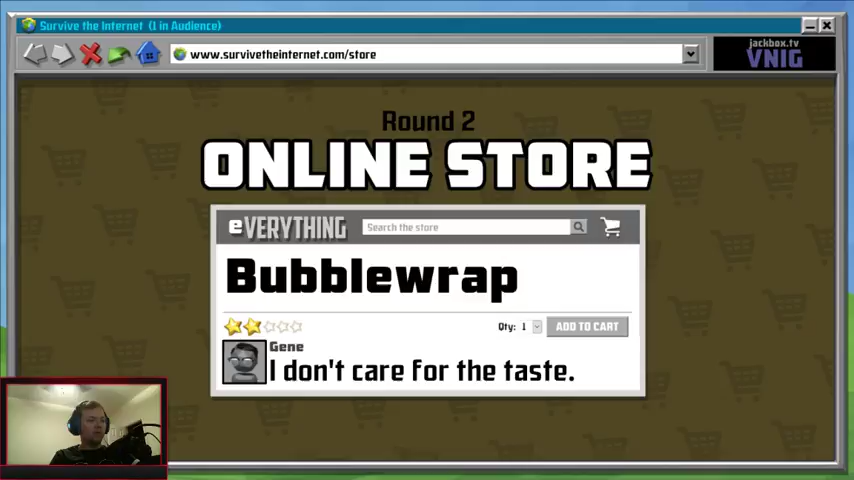 Survive the Internet (1 in Audience)
www.survivetheinternet.com/store
jackbox.tv
VNIG
Round 2
ONLINE STORE
eVERYTHING
Search the store
Bubblewrap
Qty: 1
ADD TO CART
Gene
I don't care for the taste.